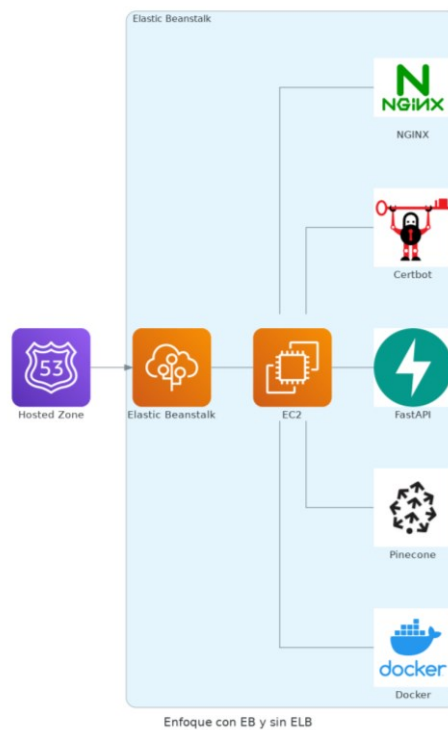 Elastic Beanstalk
NGINX
NGINX
Certbot
53
Hosted Zone
Elastic Beanstalk
EC2
FastAPI
Pinecone
docker
Docker
Enfoque con EB y sin ELB